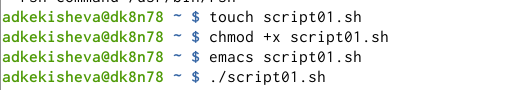 adkekisheva@dk8n78 ~ $ touch script01.sh
adkekisheva@dk8n78 ~ $ chmod +x script01.sh
adkekisheva@dk8n78 ~ $ emacs script01.sh
adkekisheva@dk8n78 ~ $ ./script01.sh